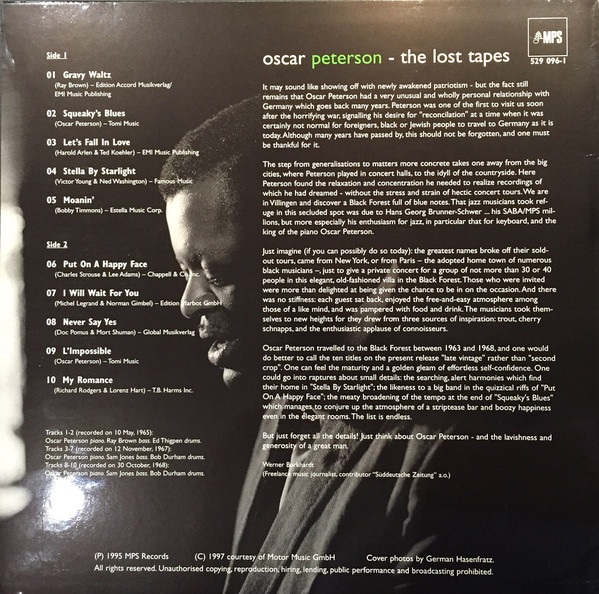 MPS
529 096-1
oscar peterson - the lost tapes
Side 1
01 Gravy Waltz
(Ray Brown) – Edition Accord Musikverlag/
EMI Music Publishing
02 Squeaky's Blues
(Oscar Peterson) – Tomi Music
03 Let's Fall In Love
(Harold Arlen & Ted Koehler) – EMI Music Publishing
04 Stella By Starlight
(Victor Young & Ned Washington) – Famous Music
05 Moanin'
(Bobby Timmons) – Estella Music Corp.
Side 2
06 Put On A Happy Face
(Charles Strouse & Lee Adams) – Chappell & Co. Inc.
07 I Will Wait For You
(Michel Legrand & Norman Gimbel) – Edition Marbot GmbH
08 Never Say Yes
(Doc Pomus & Mort Shuman) – Global Musikverlag
09 L'Impossible
(Oscar Peterson) – Tomi Music
10 My Romance
(Richard Rodgers & Lorenz Hart) – T.B. Harms Inc.
Tracks 1-2 (recorded on 10 May, 1965):
Oscar Peterson piano. Ray Brown bass. Ed Thigpen drums.
Tracks 3-7 (recorded on 12 November, 1967):
Oscar Peterson piano. Sam Jones bass. Bob Durham drums.
Tracks 8-10 (recorded on 30 October, 1968):
Oscar Peterson piano. Sam Jones bass. Bob Durham drums.
It may sound like showing off with newly awakened patriotism - but the fact still
remains that Oscar Peterson had a very unusual and wholly personal relationship with
Germany which goes back many years. Peterson was one of the first to visit us soon
after the horrifying war, signalling his desire for "reconcilation" at a time when it was
certainly not normal for foreigners, black or Jewish people to travel to Germany as it is
today. Although many years have passed by, this should not be forgotten, and one must
be thankful for it.
The step from generalisations to matters more concrete takes one away from the big
cities, where Peterson played in concert halls, to the idyll of the countryside. Here
Peterson found the relaxation and concentration he needed to realize recordings of
which he had dreamed - without the stress and strain of hectic concert tours. We are
in Villingen and discover a Black Forest full of blue notes. That jazz musicians took ref-
uge in this secluded spot was due to Hans Georg Brunner-Schwer ... his SABA/MPS mil-
lions, but more especially his enthusiasm for jazz, in particular that for keyboard, and the
king of the piano Oscar Peterson.
Just imagine (if you can possibly do so today): the greatest names broke off their sold-
out tours, came from New York, or from Paris – the adopted home town of numerous
black musicians –, just to give a private concert for a group of not more than 30 or 40
people in this elegant, old-fashioned villa in the Black Forest. Those who were invited
were more than delighted at being given the chance to be in on the occasion. And there
was no stiffness: each guest sat back, enjoyed the free-and-easy atmosphere among
those of a like mind, and was pampered with food and drink. The musicians took them-
selves to new heights for they drew from three sources of inspiration: trout, cherry
schnapps, and the enthusiastic applause of connoisseurs.
Oscar Peterson travelled to the Black Forest between 1963 and 1968, and one would
do better to call the ten titles on the present release "late vintage" rather than "second
crop". One can feel the maturity and a golden gleam of effortless self-confidence. One
could go into raptures about small details: the searching, alert harmonies which find
their home in "Stella By Starlight"; the likeness to a big band in the quizzical riffs of "Put
On A Happy Face"; the meaty broadening of the tempo at the end of "Squeaky's Blues"
which manages to conjure up the atmosphere of a striptease bar and boozy happiness
even in the elegant rooms. The list is endless.
But just forget all the details! Just think about Oscar Peterson - and the lavishness and
generosity of a great man.
Werner Burkhardt
(Freelance music journalist, contributor "Süddeutsche Zeitung" a.o.)
(P) 1995 MPS Records (C) 1997 courtesy of Motor Music GmbH Cover photos by German Hasenfratz.
All rights reserved. Unauthorised copying, reproduction, hiring, lending, public performance and broadcasting prohibited.